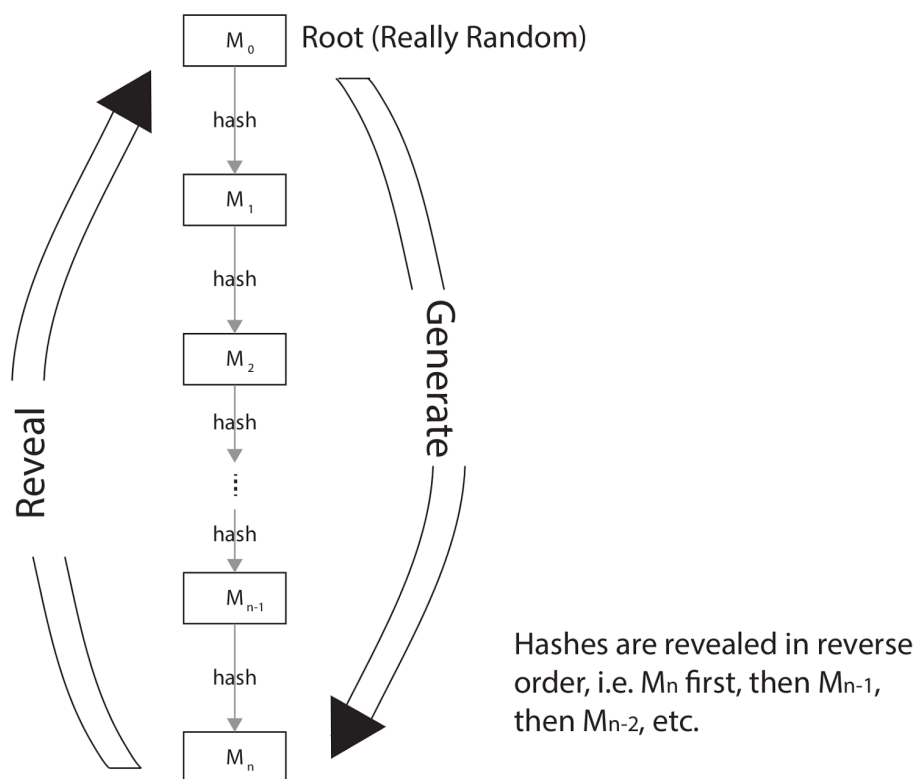 M₀ Root (Really Random)
hash
M₁
hash
M₂
hash
hash
Mₙ₋₁
hash
Mₙ
Generate
Reveal
Hashes are revealed in reverse
order, i.e. Mₙ first, then Mₙ₋₁,
then Mₙ₋₂, etc.